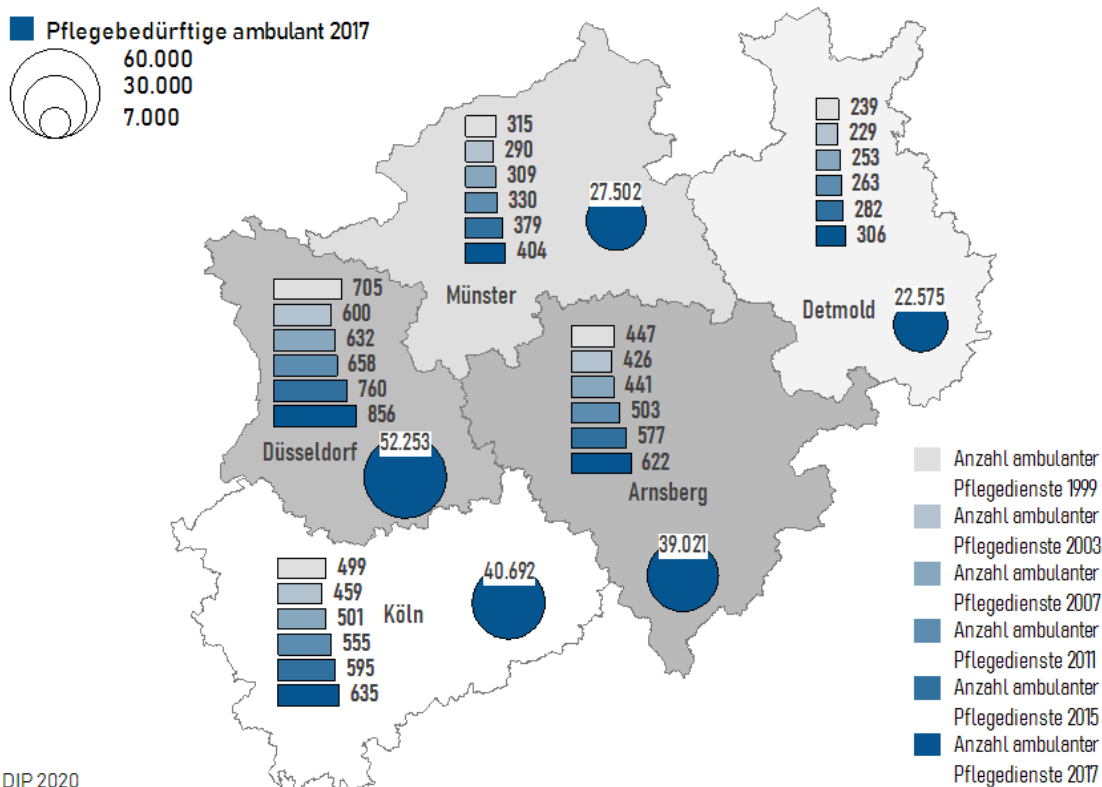 Pflegebedürftige ambulant 2017
60.000
30.000
7.000
315
290
309
330
379
404
27.502
Münster
239
229
253
263
282
306
Detmold
22.575
705
600
632
658
760
856
Düsseldorf
52.253
447
426
441
503
577
622
Arnsberg
39.021
499
459
501
555
595
635
Köln
40.692
Anzahl ambulanter
Pflegedienste 1999
Anzahl ambulanter
Pflegedienste 2003
Anzahl ambulanter
Pflegedienste 2007
Anzahl ambulanter
Pflegedienste 2011
Anzahl ambulanter
Pflegedienste 2015
Anzahl ambulanter
Pflegedienste 2017
DIP 2020